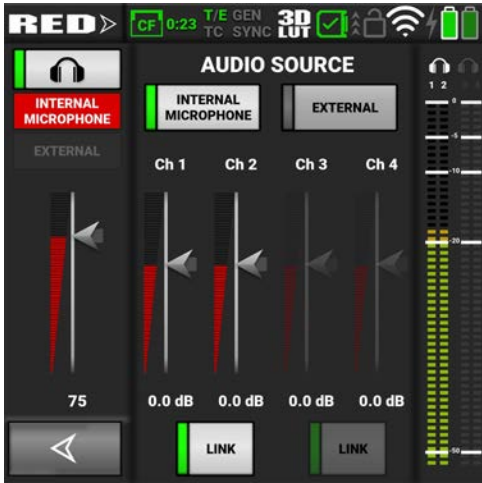 RED
CF 0:23 T/E GEN 3D
TC SYNC LUT
AUDIO SOURCE
INTERNAL
MICROPHONE
EXTERNAL
INTERNAL
MICROPHONE
EXTERNAL
1 2
Ch 1 Ch 2 Ch 3 Ch 4
0
-5
-10
-20
-50
75
0.0 dB 0.0 dB 0.0 dB 0.0 dB
LINK LINK